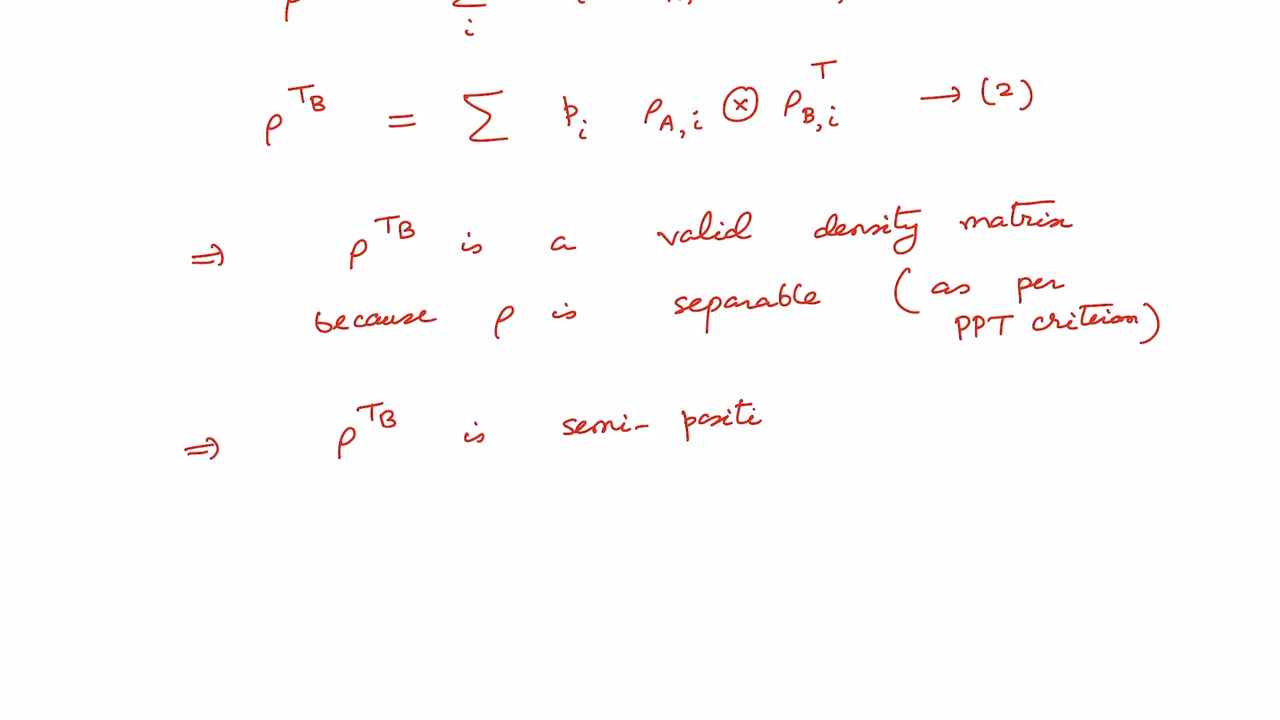 i
ρ^{T_B} = Σ p_i ρ_{A,i} ⊗ ρ_{B,i}^T → (2)
⇒ ρ^{T_B} is a valid density matrix
because ρ is separable (as per
PPT criteion)
⇒ ρ^{T_B} is semi- positi